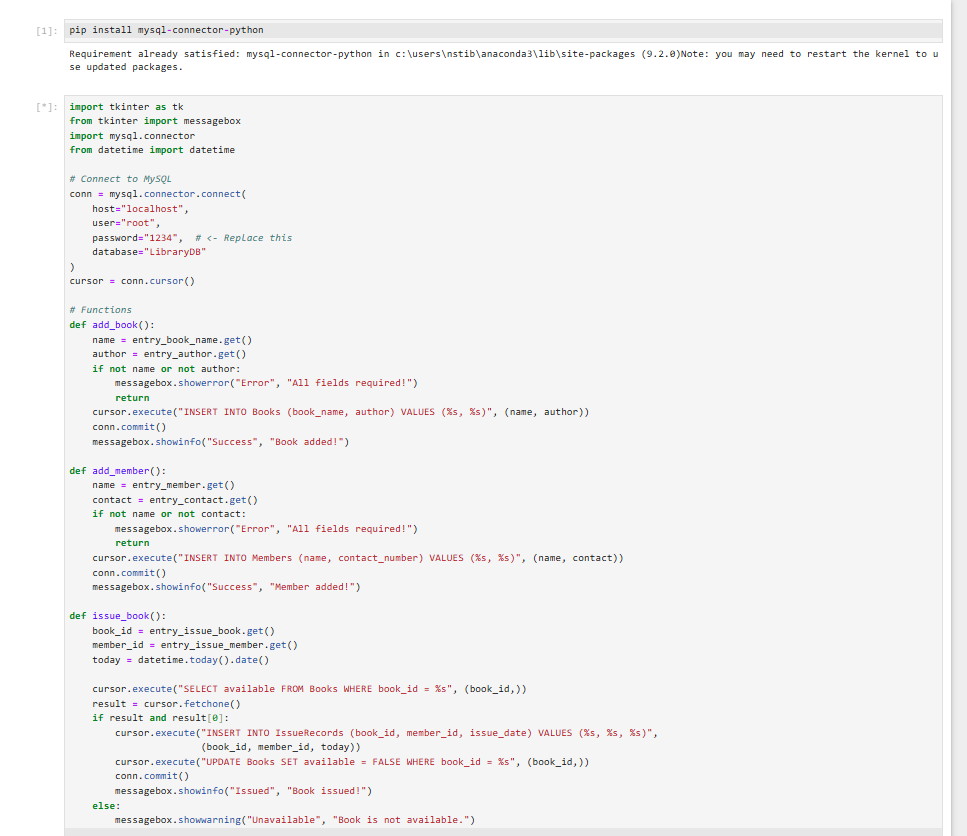 [1]: pip install mysql-connector-python
Requirement already satisfied: mysql-connector-python in c:\users\nstib\anaconda3\lib\site-packages (9.2.0)Note: you may need to restart the kernel to u
se updated packages.
[*]: import tkinter as tk
from tkinter import messagebox
import mysql.connector
from datetime import datetime

# Connect to MySQL
conn = mysql.connector.connect(
    host="localhost",
    user="root",
    password="1234",  # <- Replace this
    database="LibraryDB"
)
cursor = conn.cursor()

# Functions
def add_book():
    name = entry_book_name.get()
    author = entry_author.get()
    if not name or not author:
        messagebox.showerror("Error", "All fields required!")
        return
    cursor.execute("INSERT INTO Books (book_name, author) VALUES (%s, %s)", (name, author))
    conn.commit()
    messagebox.showinfo("Success", "Book added!")

def add_member():
    name = entry_member.get()
    contact = entry_contact.get()
    if not name or not contact:
        messagebox.showerror("Error", "All fields required!")
        return
    cursor.execute("INSERT INTO Members (name, contact_number) VALUES (%s, %s)", (name, contact))
    conn.commit()
    messagebox.showinfo("Success", "Member added!")

def issue_book():
    book_id = entry_issue_book.get()
    member_id = entry_issue_member.get()
    today = datetime.today().date()

    cursor.execute("SELECT available FROM Books WHERE book_id = %s", (book_id,))
    result = cursor.fetchone()
    if result and result[0]:
        cursor.execute("INSERT INTO IssueRecords (book_id, member_id, issue_date) VALUES (%s, %s, %s)",
                       (book_id, member_id, today))
        cursor.execute("UPDATE Books SET available = FALSE WHERE book_id = %s", (book_id,))
        conn.commit()
        messagebox.showinfo("Issued", "Book issued!")
    else:
        messagebox.showwarning("Unavailable", "Book is not available.")